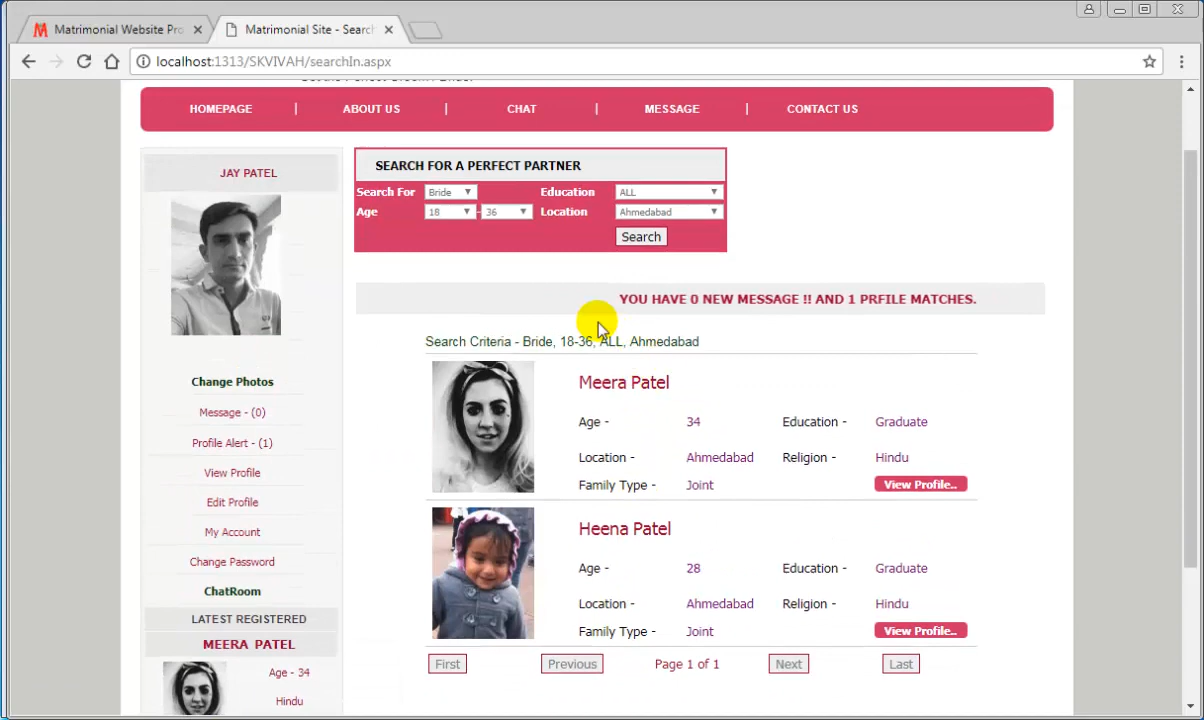 Matrimonial Website Pro
Matrimonial Site - Search
localhost:1313/SKVIVAH/searchIn.aspx
HOMEPAGE | ABOUT US | CHAT | MESSAGE | CONTACT US
JAY PATEL
Change Photos
Message - (0)
Profile Alert - (1)
View Profile
Edit Profile
My Account
Change Password
ChatRoom
LATEST REGISTERED
MEERA PATEL
Age - 34
Hindu
SEARCH FOR A PERFECT PARTNER
Search For Bride Education ALL
Age 18 - 36 Location Ahmedabad
Search
YOU HAVE 0 NEW MESSAGE !! AND 1 PRFILE MATCHES.
Search Criteria - Bride, 18-36, ALL, Ahmedabad
Meera Patel
Age - 34 Education - Graduate
Location - Ahmedabad Religion - Hindu
Family Type - Joint View Profile..
Heena Patel
Age - 28 Education - Graduate
Location - Ahmedabad Religion - Hindu
Family Type - Joint View Profile..
First Previous Page 1 of 1 Next Last